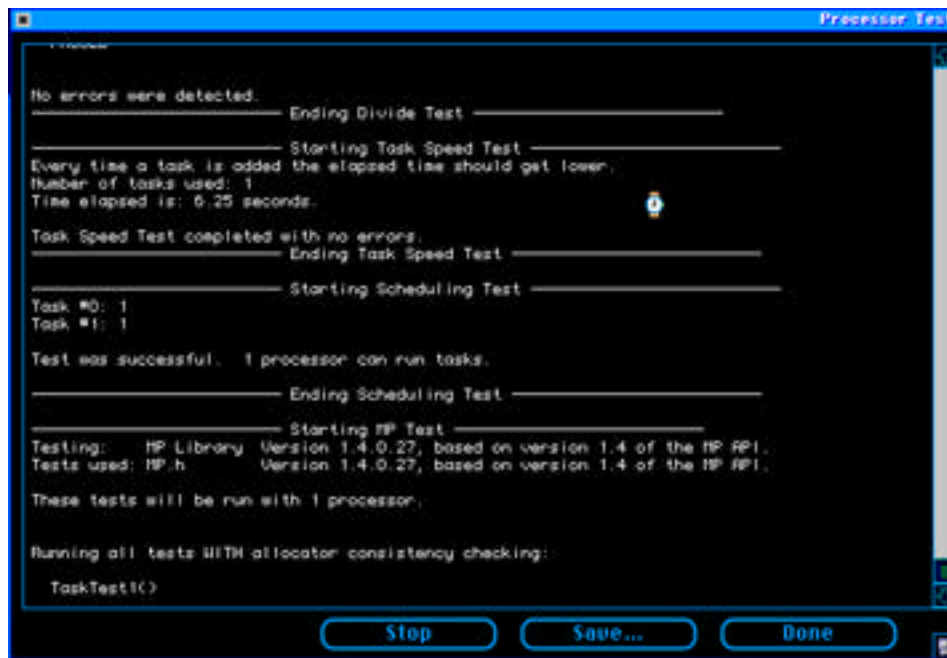 Processor Tes
No errors were detected.
Ending Divide Test
Starting Task Speed Test
Every time a task is added the elapsed time should get lower.
Number of tasks used: 1
Time elapsed is: 6.25 seconds.
Task Speed Test completed with no errors.
Ending Task Speed Test
Starting Scheduling Test
Task #0: 1
Task #1: 1
Test was successful.  1 processor can run tasks.
Ending Scheduling Test
Starting MP Test
Testing:    MP Library  Version 1.4.0.27, based on version 1.4 of the MP API.
Tests used: MP.h        Version 1.4.0.27, based on version 1.4 of the MP API.
These tests will be run with 1 processor.
Running all tests WITH allocator consistency checking:
TaskTest1()
Stop Save... Done